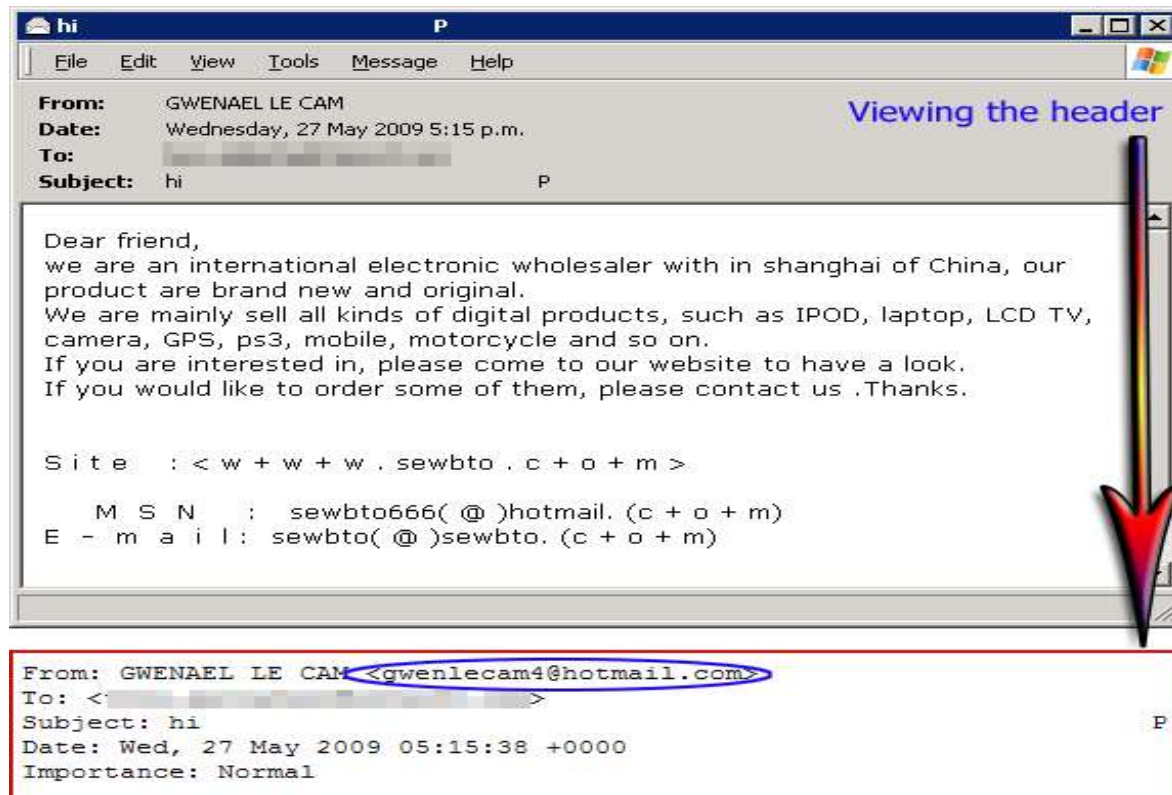 hi P
File Edit View Tools Message Help
From: GWENAEL LE CAM
Viewing the header
Date: Wednesday, 27 May 2009 5:15 p.m.
To:
Subject: hi P
Dear friend,
we are an international electronic wholesaler with in shanghai of China, our
product are brand new and original.
We are mainly sell all kinds of digital products, such as IPOD, laptop, LCD TV,
camera, GPS, ps3, mobile, motorcycle and so on.
If you are interested in, please come to our website to have a look.
If you would like to order some of them, please contact us .Thanks.
S i t e : < w + w + w . sewbto . c + o + m >
M S N : sewbto666( @ )hotmail. (c + o + m)
E - m a i l: sewbto( @ )sewbto. (c + o + m)
From: GWENAEL LE CAM <gwenlecam4@hotmail.com>
To: < >
Subject: hi P
Date: Wed, 27 May 2009 05:15:38 +0000
Importance: Normal